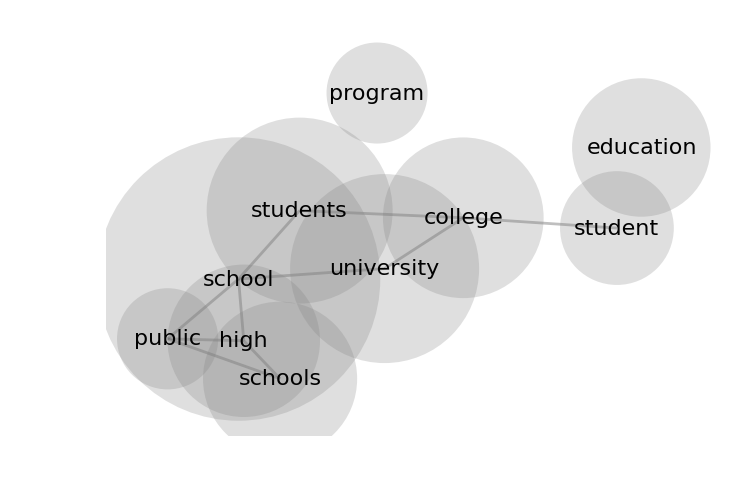 program
education
students
college
student
university
school
public
high
schools